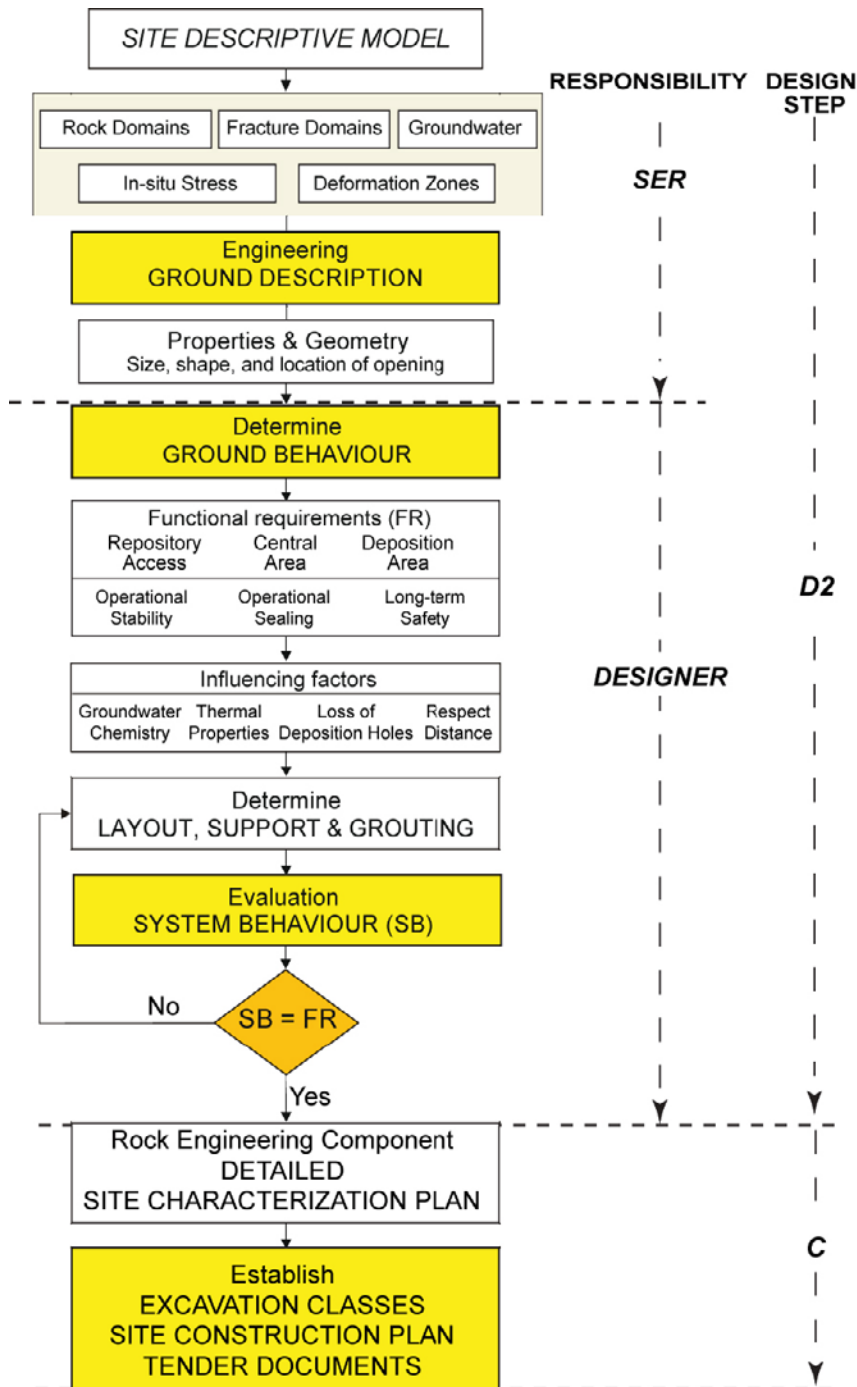 SITE DESCRIPTIVE MODEL
RESPONSIBILITY
DESIGN
STEP
Rock Domains
Fracture Domains
Groundwater
In-situ Stress
Deformation Zones
SER
Engineering
GROUND DESCRIPTION
Properties & Geometry
Size, shape, and location of opening
Determine
GROUND BEHAVIOUR
Functional requirements (FR)
Repository
Access
Central
Area
Deposition
Area
Operational
Stability
Operational
Sealing
Long-term
Safety
D2
Influencing factors
Groundwater
Chemistry
Thermal
Properties
Loss of
Deposition Holes
Respect
Distance
DESIGNER
Determine
LAYOUT, SUPPORT & GROUTING
Evaluation
SYSTEM BEHAVIOUR (SB)
No
SB = FR
Yes
Rock Engineering Component
DETAILED
SITE CHARACTERIZATION PLAN
C
Establish
EXCAVATION CLASSES
SITE CONSTRUCTION PLAN
TENDER DOCUMENTS